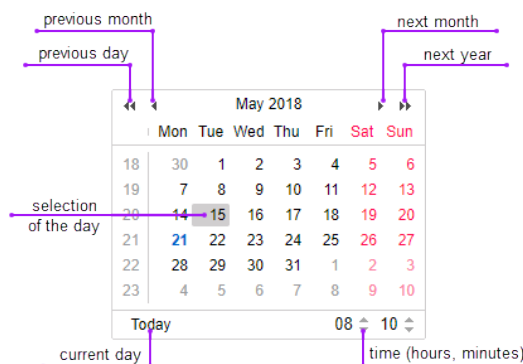 previous month
next month
previous day
next year
May 2018
Mon Tue Wed Thu Fri Sat Sun
18 30 1 2 3 4 5 6
19 7 8 9 10 11 12 13
selection
of the day
20 14 15 16 17 18 19 20
21 21 22 23 24 25 26 27
22 28 29 30 31 1 2 3
23 4 5 6 7 8 9 10
Today 08 10
current day
time (hours, minutes)